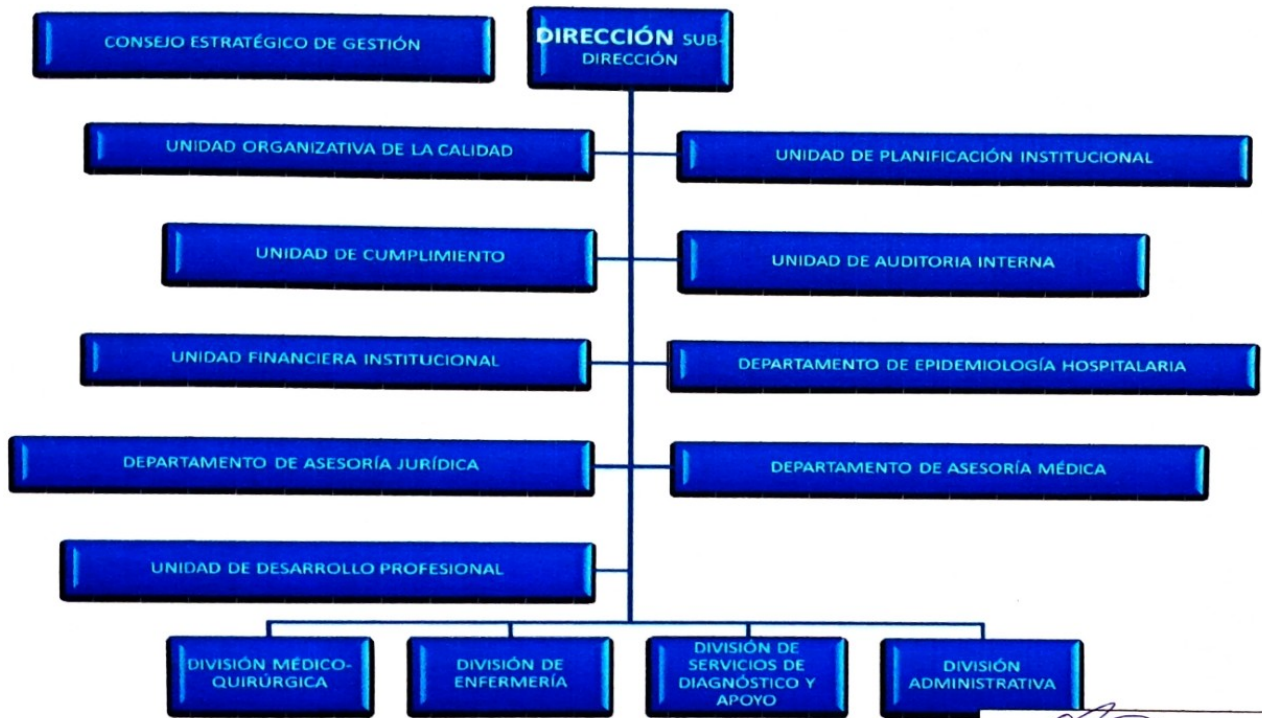 CONSEJO ESTRATÉGICO DE GESTIÓN
DIRECCIÓN SUB-
DIRECCIÓN
UNIDAD ORGANIZATIVA DE LA CALIDAD
UNIDAD DE PLANIFICACIÓN INSTITUCIONAL
UNIDAD DE CUMPLIMIENTO
UNIDAD DE AUDITORIA INTERNA
UNIDAD FINANCIERA INSTITUCIONAL
DEPARTAMENTO DE EPIDEMIOLOGÍA HOSPITALARIA
DEPARTAMENTO DE ASESORÍA JURÍDICA
DEPARTAMENTO DE ASESORÍA MÉDICA
UNIDAD DE DESARROLLO PROFESIONAL
DIVISIÓN MÉDICO-
QUIRÚRGICA
DIVISIÓN DE
ENFERMERÍA
DIVISIÓN DE
SERVICIOS DE
DIAGNÓSTICO Y
APOYO
DIVISIÓN
ADMINISTRATIVA